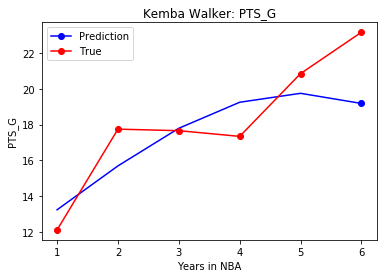 Kemba Walker: PTS_G
Prediction
True
PTS_G
22
20
18
16
14
12
1 2 3 4 5 6
Years in NBA